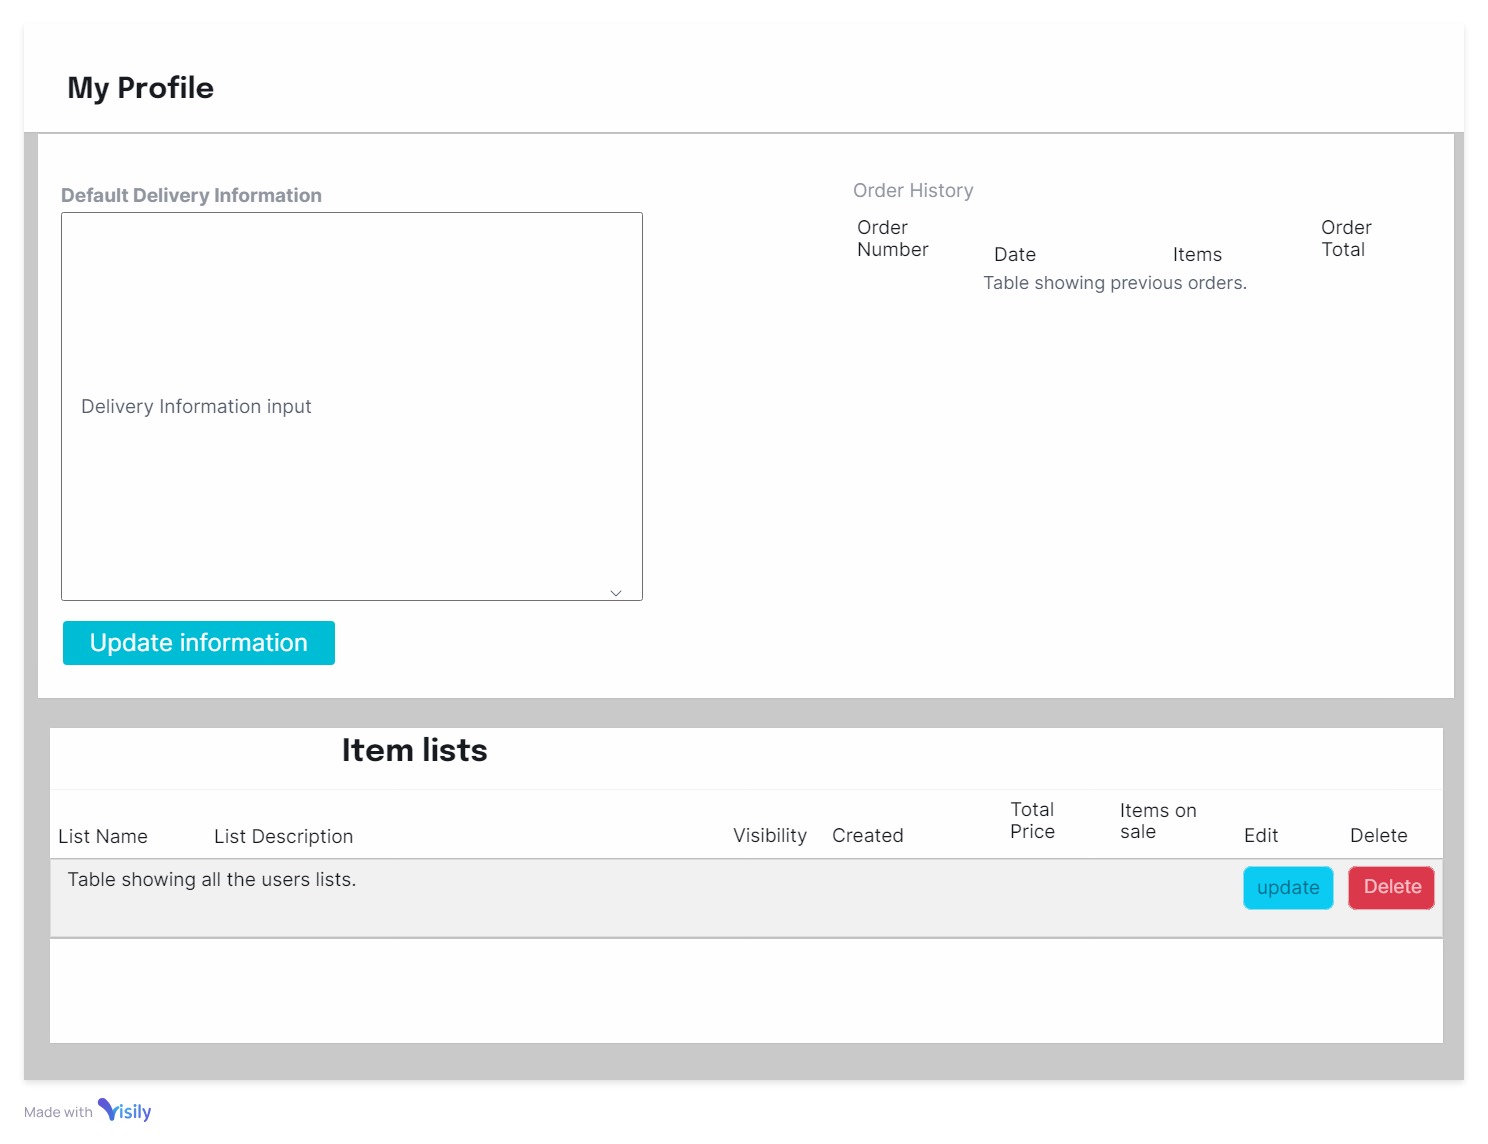 My Profile
Default Delivery Information
Delivery Information input
Update information
Order History
Order
Number
Date
Items
Order
Total
Table showing previous orders.
Item lists
List Name
List Description
Visibility
Created
Total
Price
Items on
sale
Edit
Delete
Table showing all the users lists.
update
Delete
Made with Visily